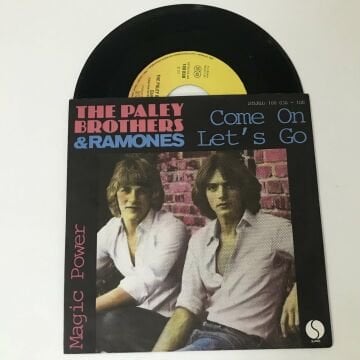 THE PALEY
BROTHERS
& RAMONES
Come On
Let's Go
Magic Power